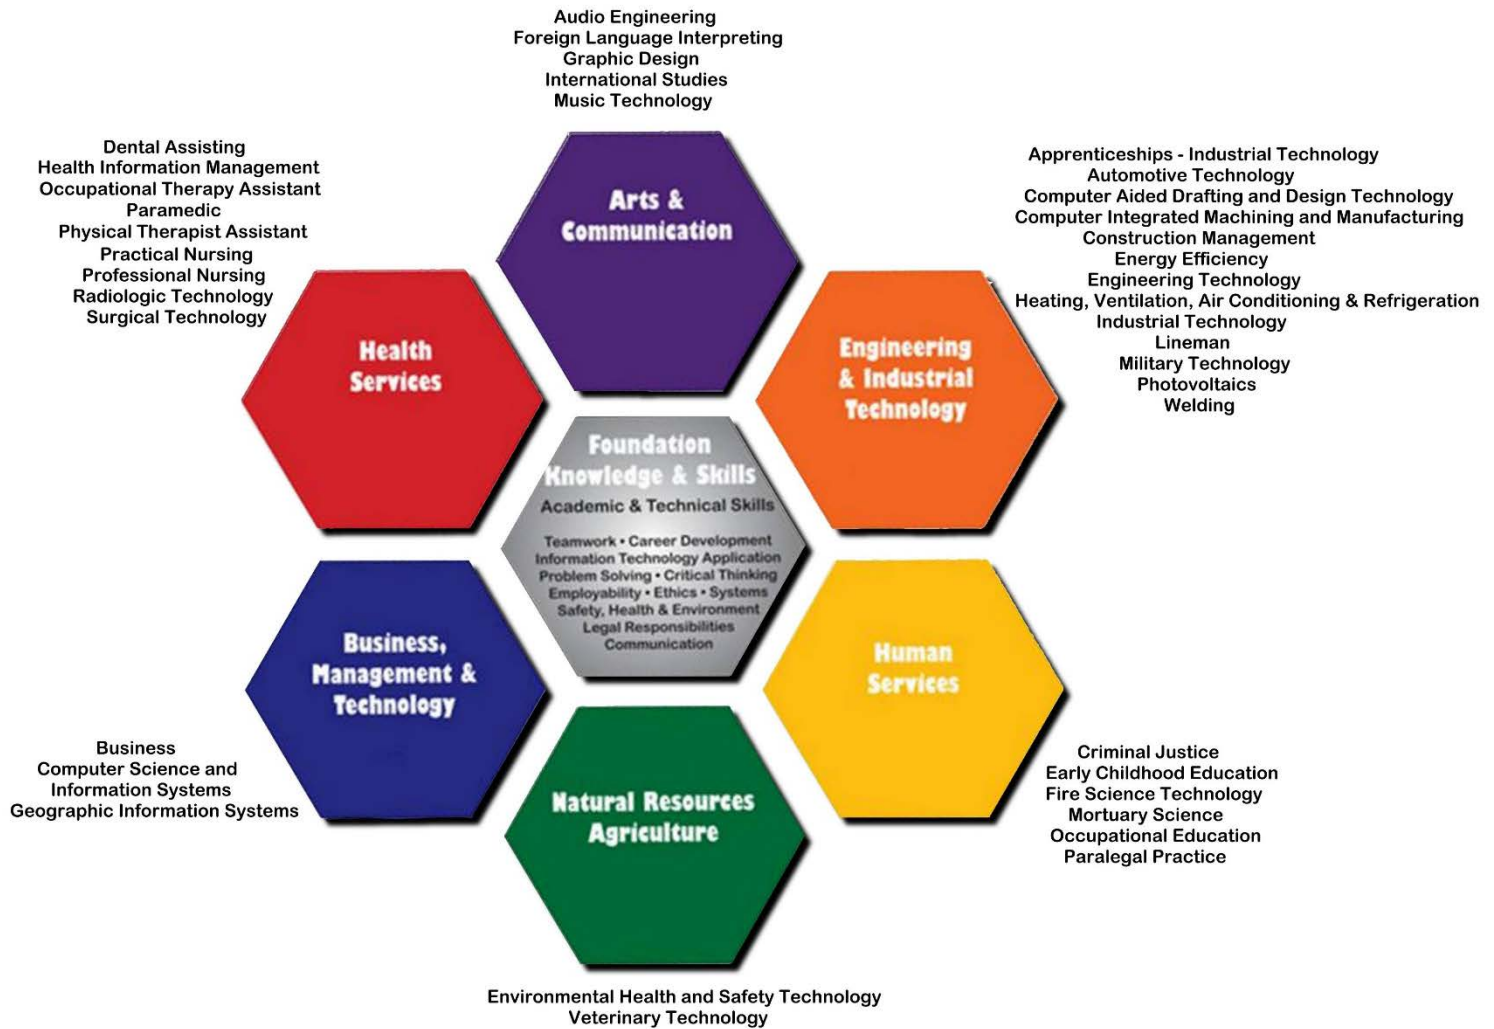 Audio Engineering
Foreign Language Interpreting
Graphic Design
International Studies
Music Technology
Arts &
Communication
Dental Assisting
Health Information Management
Occupational Therapy Assistant
Paramedic
Physical Therapist Assistant
Practical Nursing
Professional Nursing
Radiologic Technology
Surgical Technology
Health
Services
Apprenticeships - Industrial Technology
Automotive Technology
Computer Aided Drafting and Design Technology
Computer Integrated Machining and Manufacturing
Construction Management
Energy Efficiency
Engineering Technology
Heating, Ventilation, Air Conditioning & Refrigeration
Industrial Technology
Lineman
Military Technology
Photovoltaics
Welding
Engineering
& Industrial
Technology
Foundation
Knowledge & Skills
Academic & Technical Skills
Teamwork • Career Development
Information Technology Application
Problem Solving • Critical Thinking
Employability • Ethics • Systems
Safety, Health & Environment
Legal Responsibilities
Communication
Business,
Management &
Technology
Business
Computer Science and
Information Systems
Geographic Information Systems
Human
Services
Criminal Justice
Early Childhood Education
Fire Science Technology
Mortuary Science
Occupational Education
Paralegal Practice
Natural Resources
Agriculture
Environmental Health and Safety Technology
Veterinary Technology